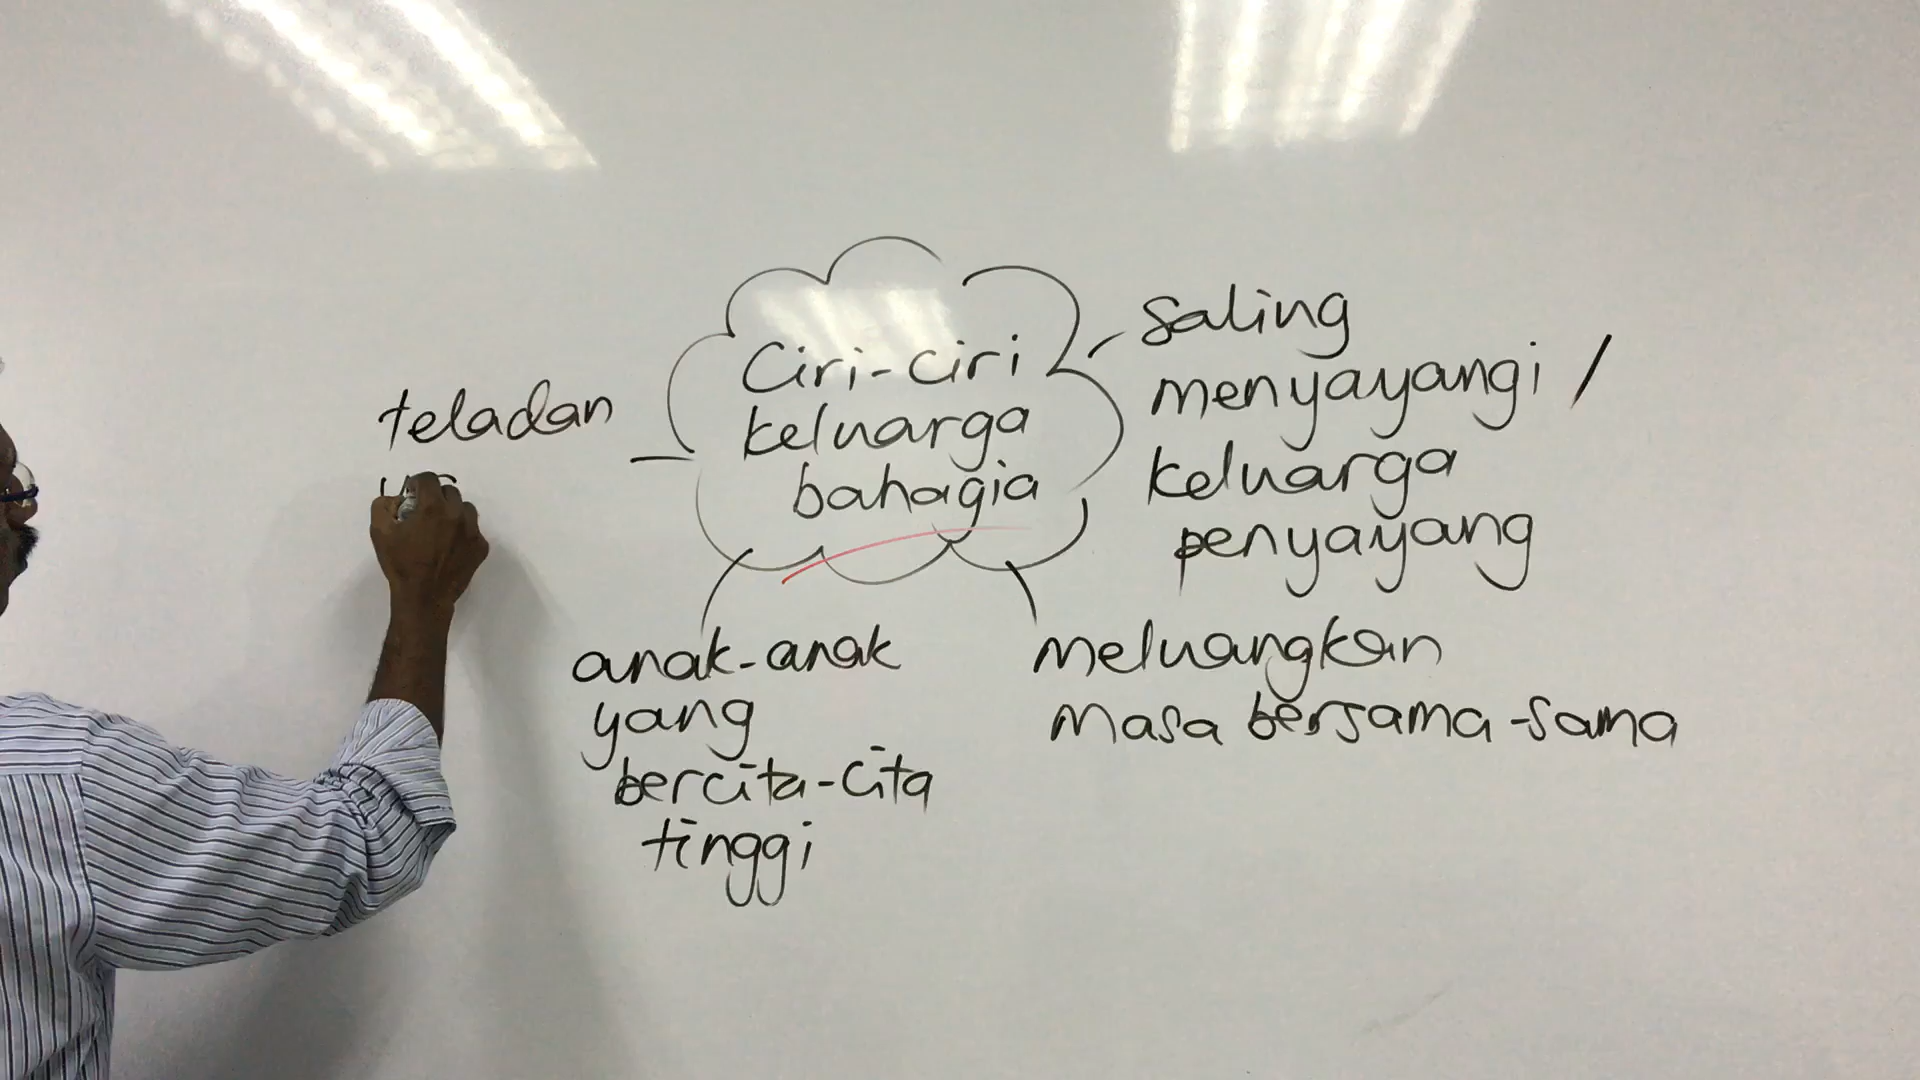 Ciri-ciri
keluarga
bahagia
saling
menyayangi /
keluarga
penyayang
meluangkan
masa bersama-sama
anak-anak
yang
bercita-cita
tinggi
teladan